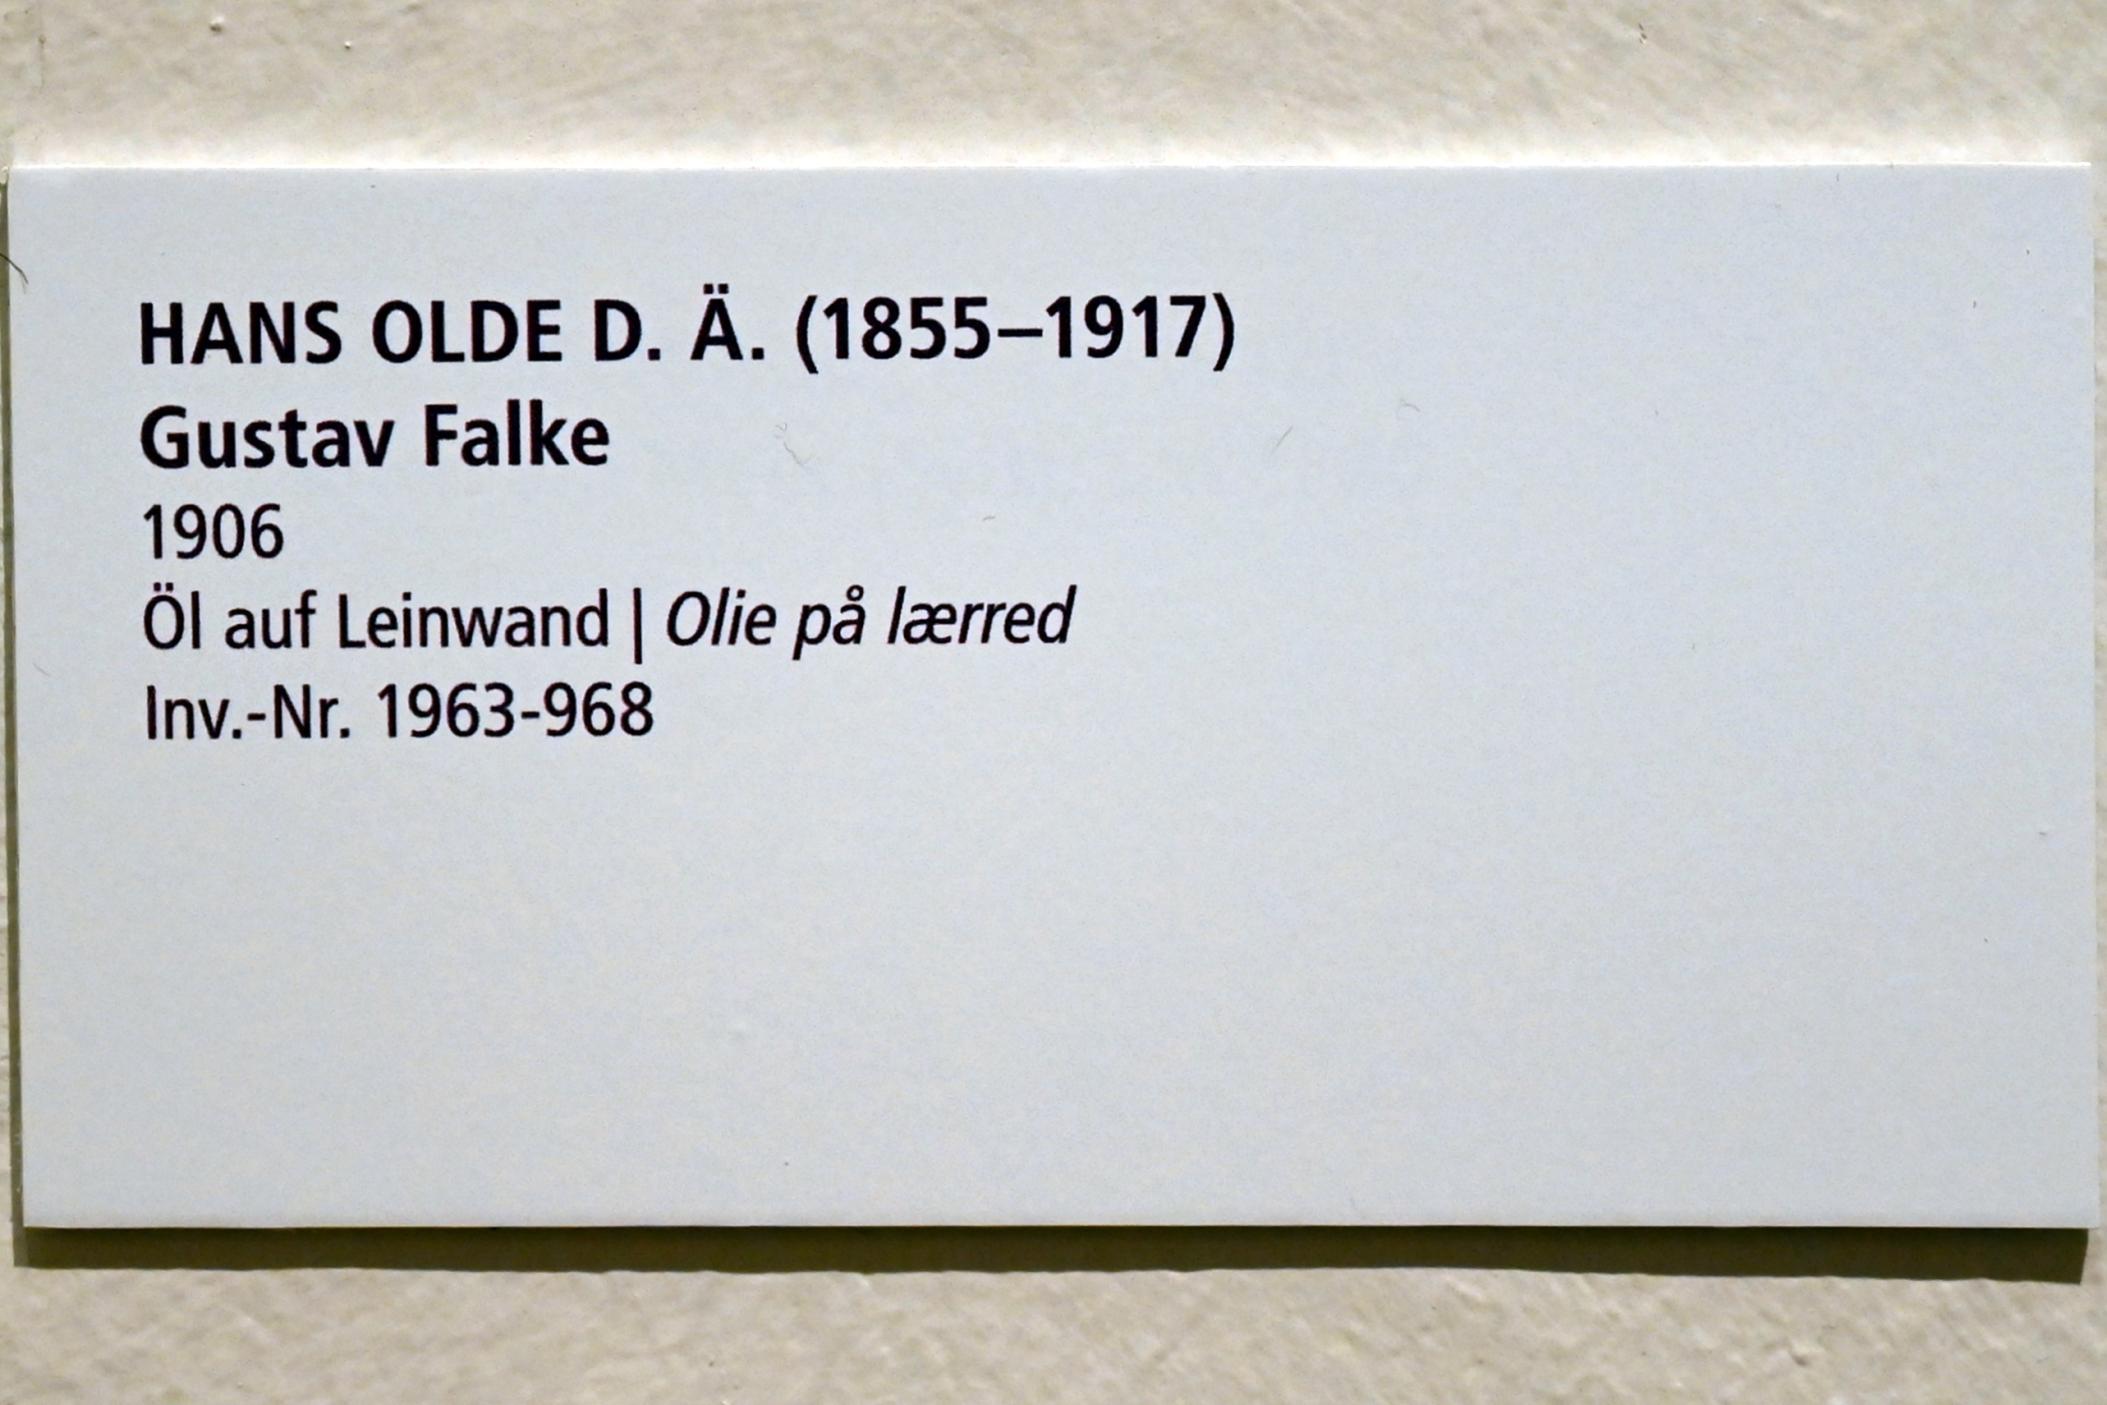 HANS OLDE D. Ä. (1855–1917)
Gustav Falke
1906
Öl auf Leinwand | Olie på lærred
Inv.-Nr. 1963-968